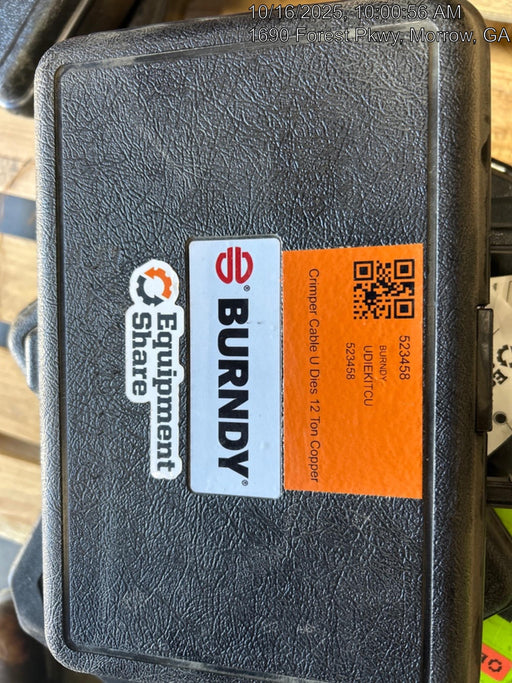 10/16/2025, 10:00:56 AM
1690 Forest Pkwy, Morrow, GA
523458
BURNDY
UDIEKITCU
523458
Crimper Cable U Dies 12 Ton Copper
BURNDY®
Equipment
Share